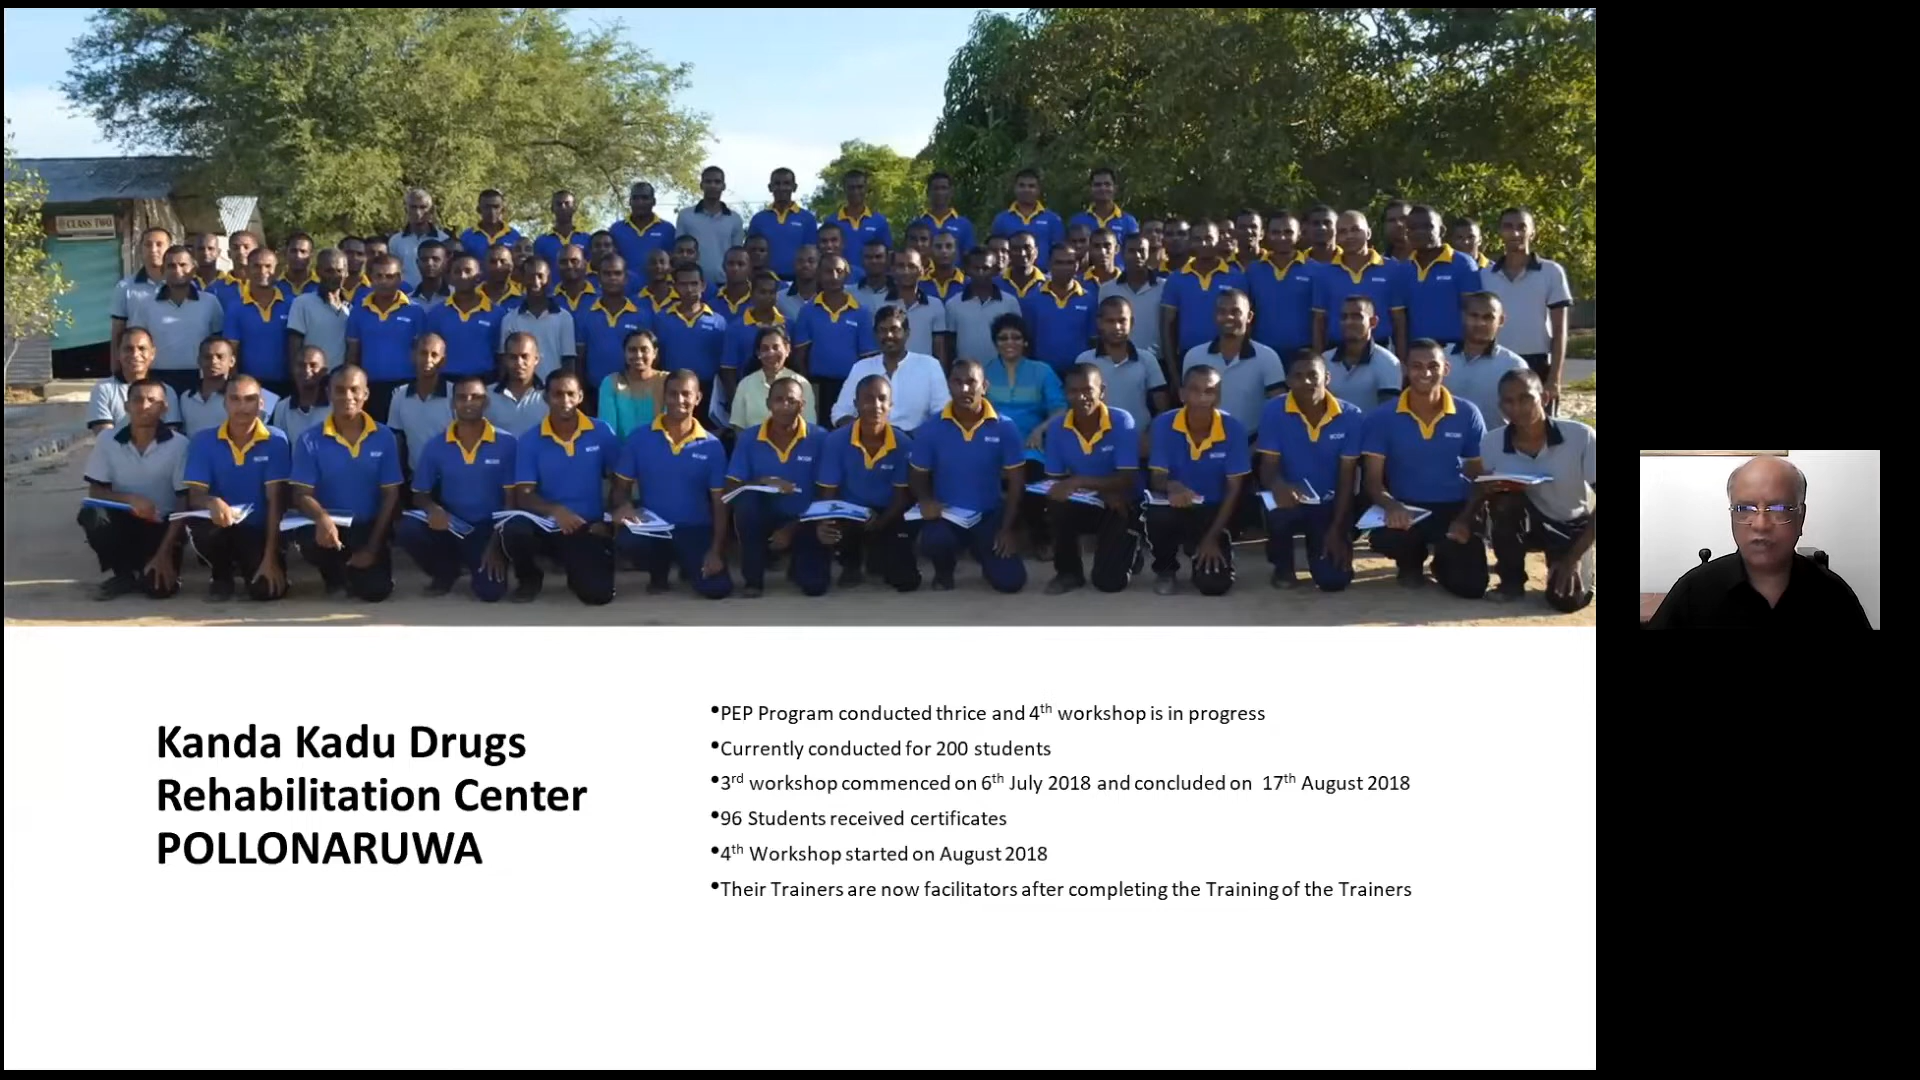 CLASS TWO
Kanda Kadu Drugs
Rehabilitation Center
POLLONARUWA
•PEP Program conducted thrice and 4th workshop is in progress
•Currently conducted for 200 students
•3rd workshop commenced on 6th July 2018 and concluded on 17th August 2018
•96 Students received certificates
•4th Workshop started on August 2018
•Their Trainers are now facilitators after completing the Training of the Trainers